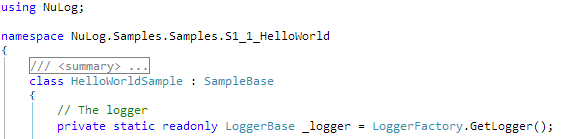 using NuLog;
namespace NuLog.Samples.Samples.S1_1_HelloWorld
{
/// <summary> ...
class HelloWorldSample : SampleBase
{
// The logger
private static readonly LoggerBase _logger = LoggerFactory.GetLogger();